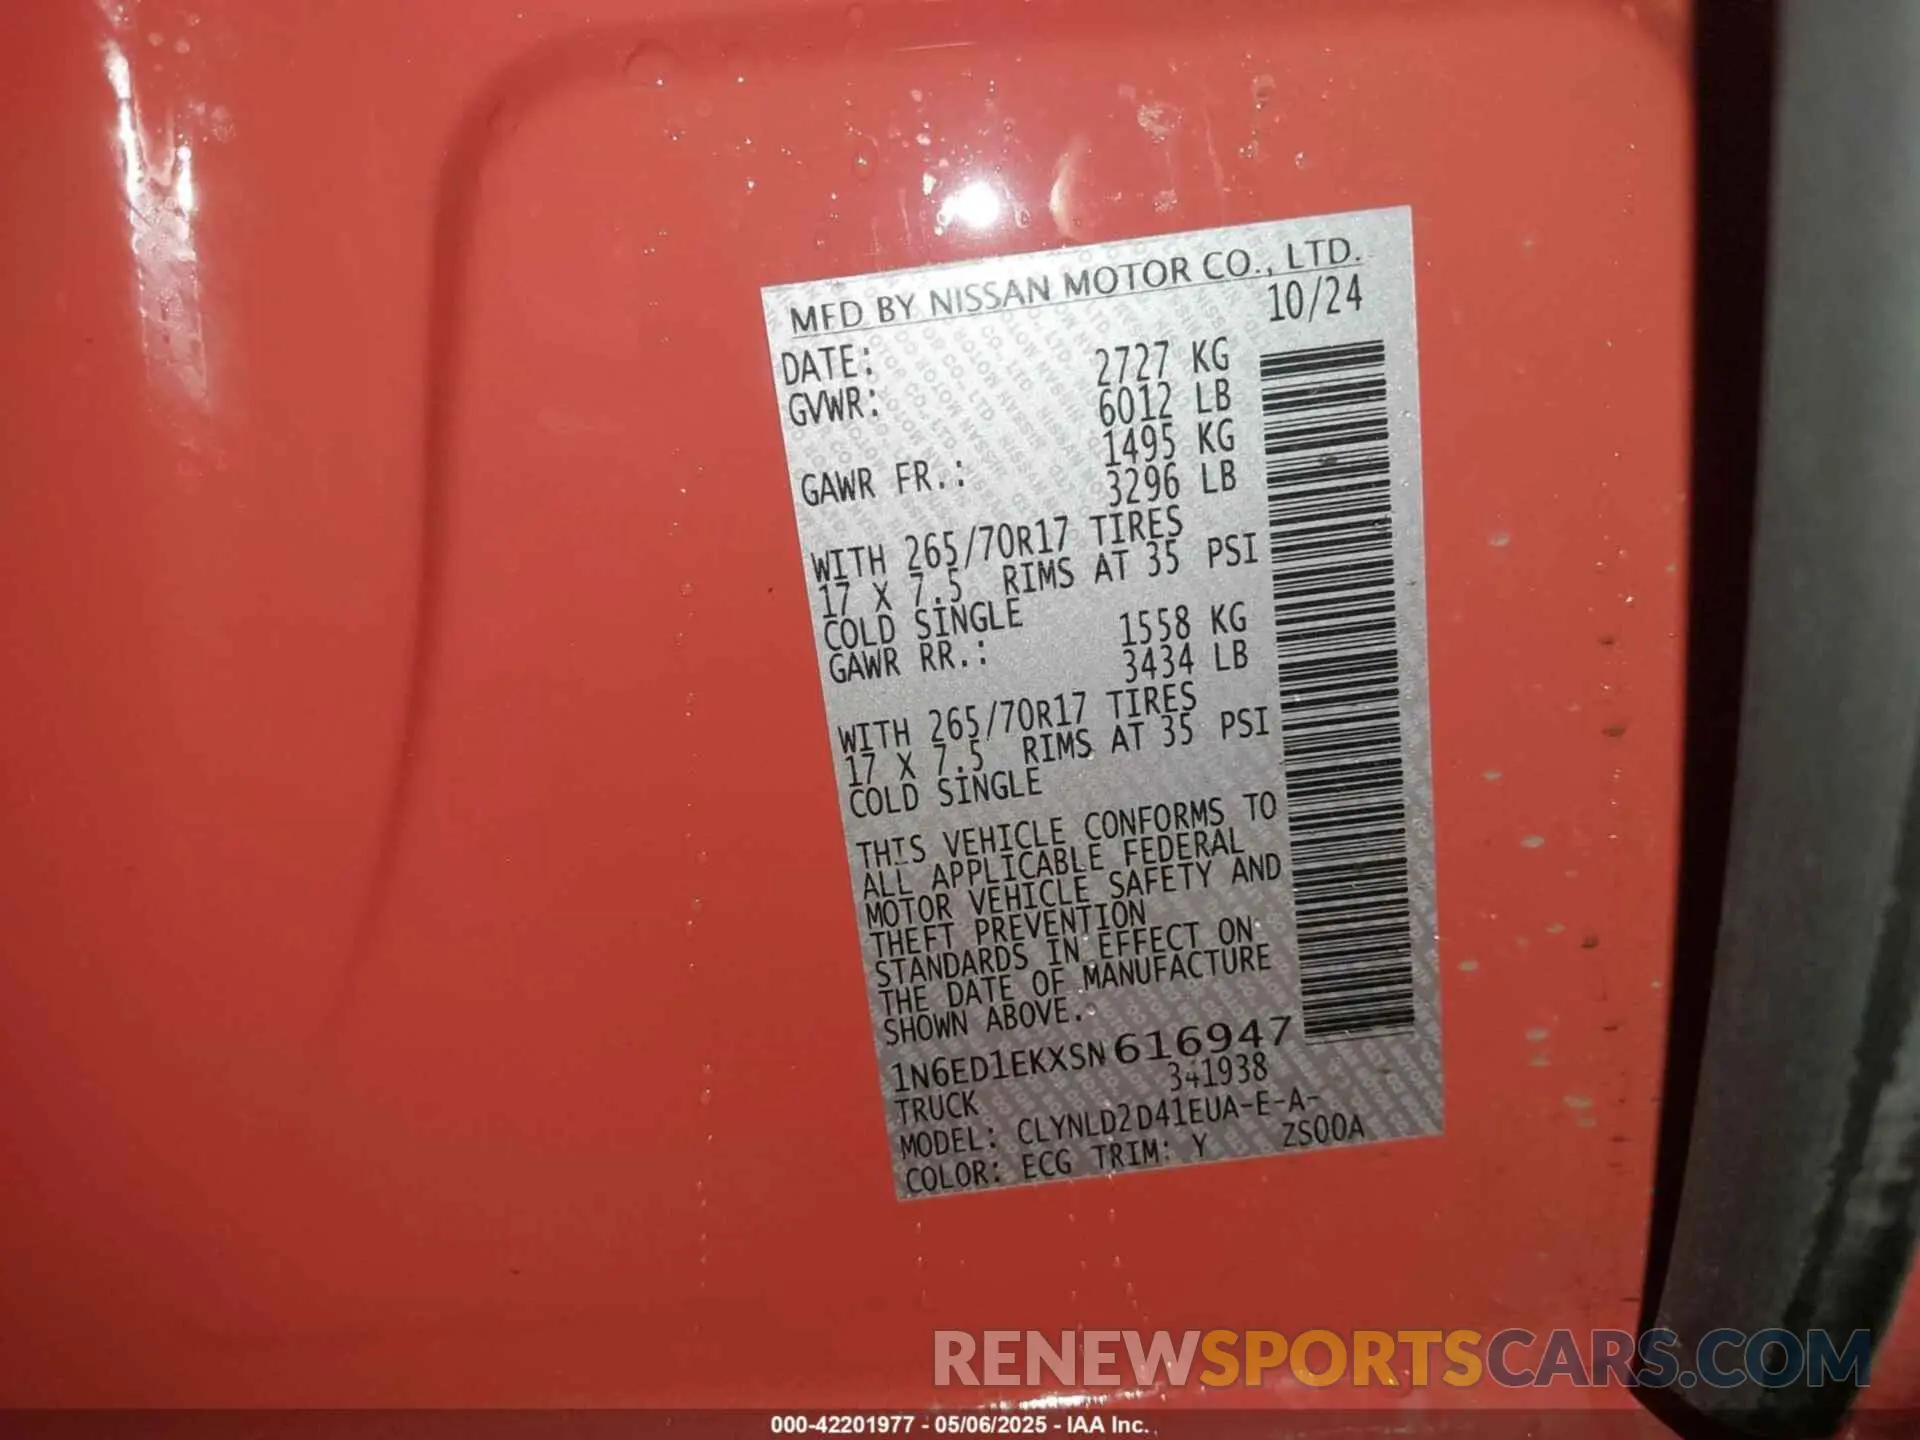 MFD BY NISSAN MOTOR CO., LTD.
DATE: 10/24
GVWR: 2727 KG
6012 LB
GAWR FR.: 1495 KG
3296 LB
WITH 265/70R17 TIRES
17 X 7.5 RIMS AT 35 PSI
COLD SINGLE
GAWR RR.: 1558 KG
3434 LB
WITH 265/70R17 TIRES
17 X 7.5 RIMS AT 35 PSI
COLD SINGLE
THIS VEHICLE CONFORMS TO
ALL APPLICABLE FEDERAL
MOTOR VEHICLE SAFETY AND
THEFT PREVENTION
STANDARDS IN EFFECT ON
THE DATE OF MANUFACTURE
SHOWN ABOVE.
1N6ED1EKXSN616947
TRUCK 341938
MODEL: CLYNLD2D41EUA-E-A-
COLOR: ECG TRIM: Y ZS00A
RENEWSPORTSCARS.COM
000-42201977 - 05/06/2025 - IAA Inc.